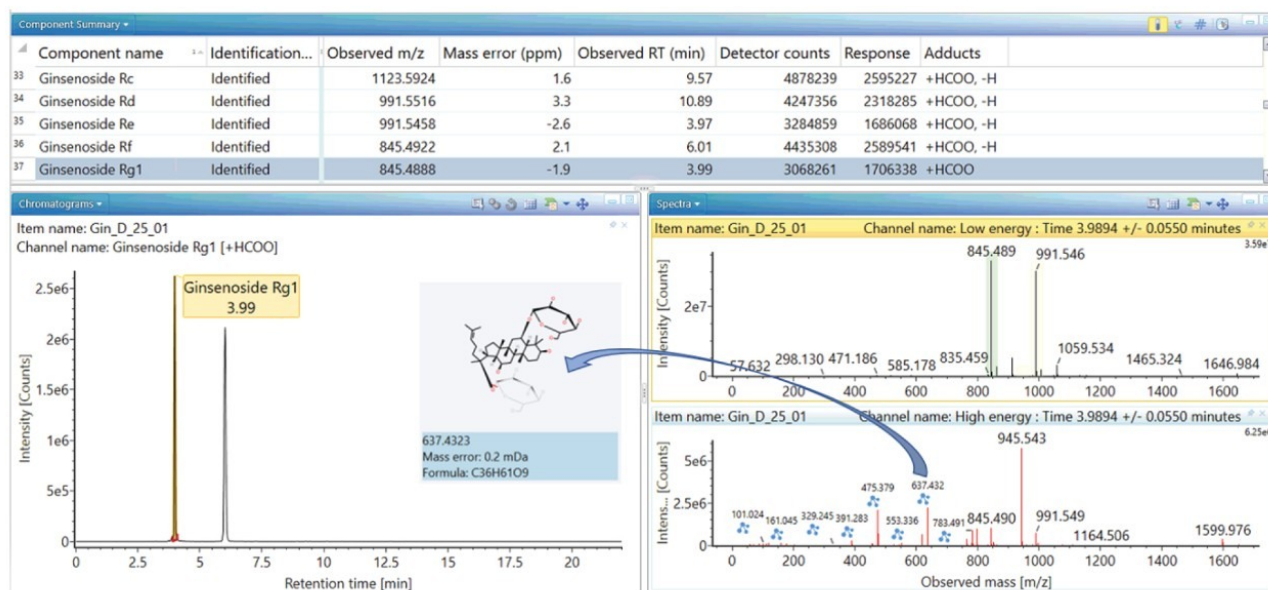 Component Summary
Component name Identification... Observed m/z Mass error (ppm) Observed RT (min) Detector counts Response Adducts
33 Ginsenoside Rc Identified 1123.5924 1.6 9.57 4878239 2595227 +HCOO, -H
34 Ginsenoside Rd Identified 991.5516 3.3 10.89 4247356 2318285 +HCOO, -H
35 Ginsenoside Re Identified 991.5458 -2.6 3.97 3284859 1686068 +HCOO, -H
36 Ginsenoside Rf Identified 845.4922 2.1 6.01 4435308 2589541 +HCOO, -H
37 Ginsenoside Rg1 Identified 845.4888 -1.9 3.99 3068261 1706338 +HCOO
Chromatograms
Item name: Gin_D_25_01
Channel name: Ginsenoside Rg1 [+HCOO]
Ginsenoside Rg1
3.99
2.5e6
2e6
1.5e6
1e6
5e5
0
Intensity [Counts]
637.4323
Mass error: 0.2 mDa
Formula: C36H61O9
0 2.5 5 7.5 10 12.5 15 17.5 20
Retention time [min]
Spectra
Item name: Gin_D_25_01 Channel name: Low energy : Time 3.9894 +/- 0.0550 minutes
845.489 991.546
2e7
0
Intensity [Counts]
57.632 298.130 471.186 585.178 835.459 1059.534 1465.324 1646.984
0 200 400 600 800 1000 1200 1400 1600
Item name: Gin_D_25_01 Channel name: High energy : Time 3.9894 +/- 0.0550 minutes
945.543
5e6
2.5e6
0
Intens... [Counts]
101.024 161.045 329.245 391.283 475.379 553.336 637.432 783.491 845.490 991.549 1164.506 1599.976
0 200 400 600 800 1000 1200 1400 1600
Observed mass [m/z]